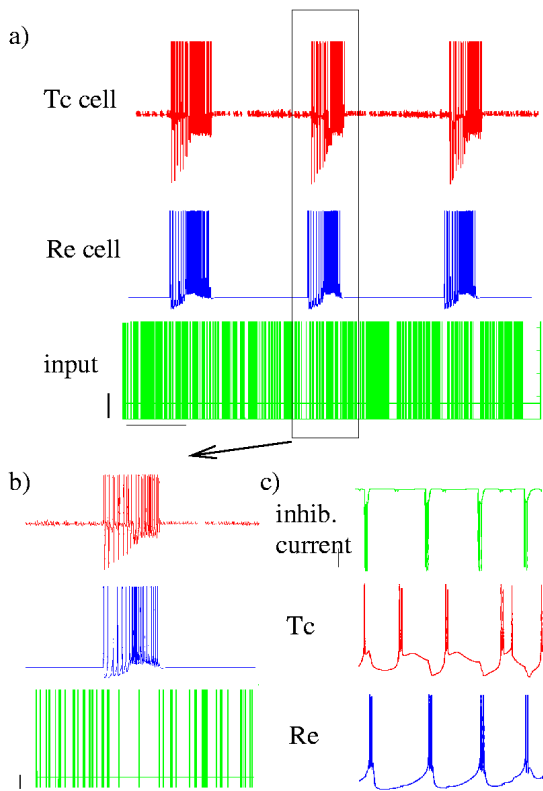 a)
Tc cell
Re cell
input
b)
c)
inhib.
current
Tc
Re